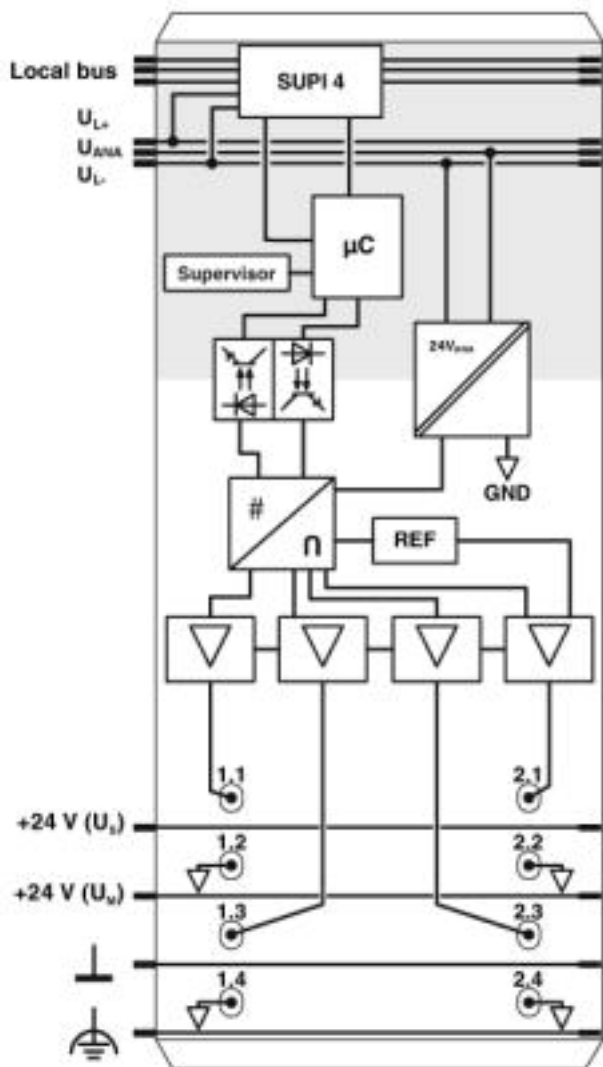 Local bus
SUPI 4
UL+
UANA
UL-
µC
Supervisor
24V
GND
#
∩
REF
1.1
2.1
+24 V (US)
1.2
2.2
+24 V (UM)
1.3
2.3
1.4
2.4